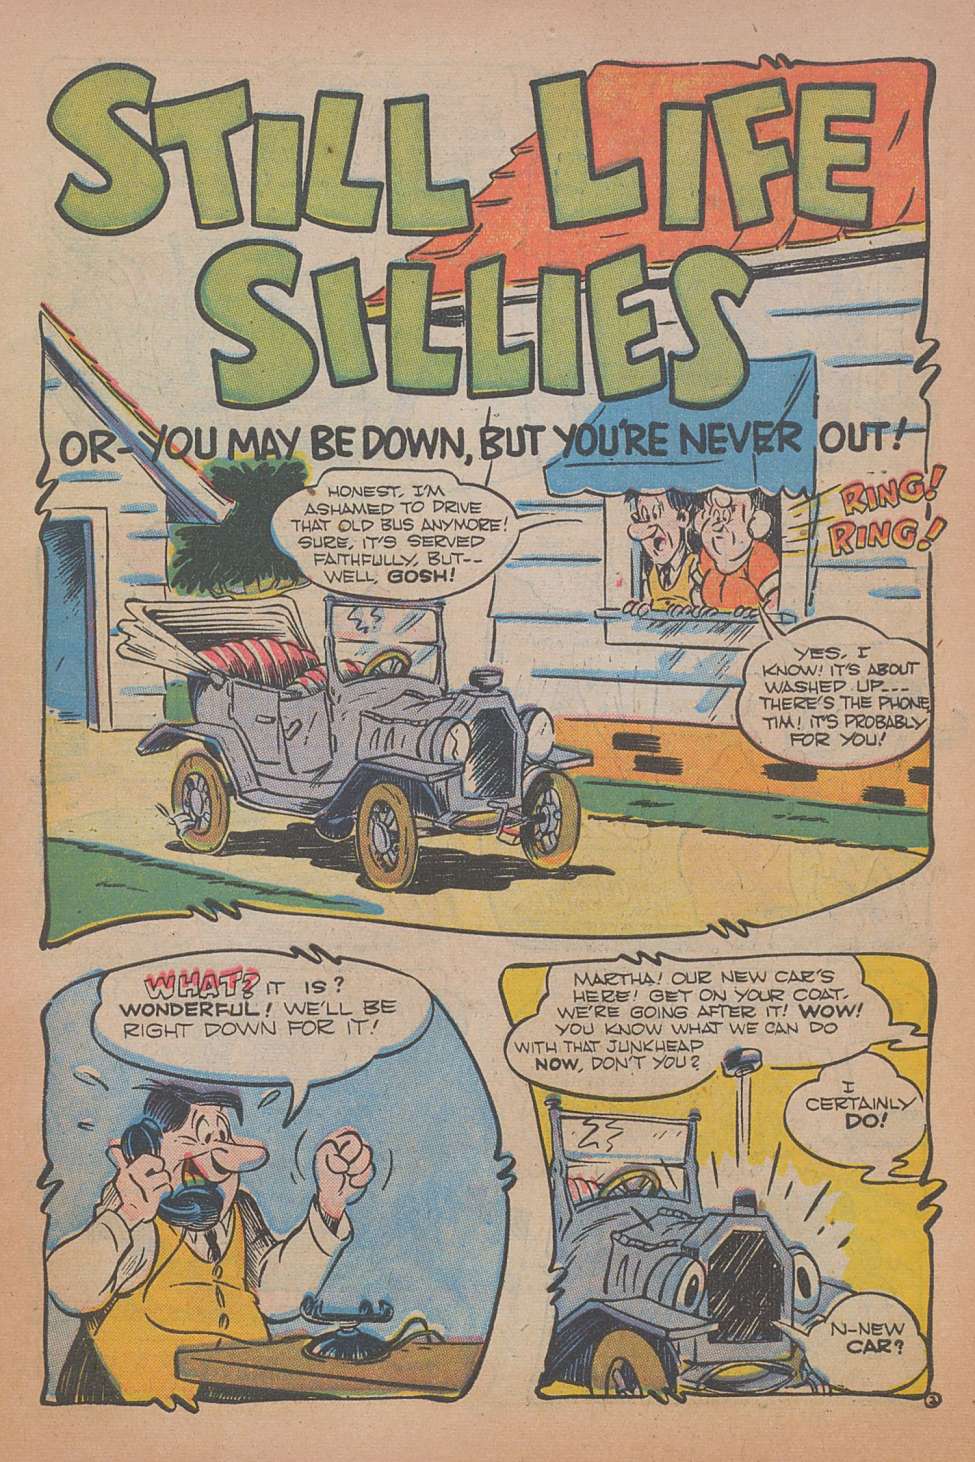 STILL LIFE
SILLIES
OR- YOU MAY BE DOWN, BUT YOU'RE NEVER OUT!
HONEST, I'M
ASHAMED TO DRIVE
THAT OLD BUS ANYMORE!
SURE, IT'S SERVED
FAITHFULLY, BUT--
WELL, GOSH!
RING!
RING!
YES, I
KNOW! IT'S ABOUT
WASHED UP---
THERE'S THE PHONE,
TIM! IT'S PROBABLY
FOR YOU!
WHAT? IT IS?
WONDERFUL! WE'LL BE
RIGHT DOWN FOR IT!
MARTHA! OUR NEW CAR'S
HERE! GET ON YOUR COAT.
WE'RE GOING AFTER IT! WOW!
YOU KNOW WHAT WE CAN DO
WITH THAT JUNKHEAP
NOW, DON'T YOU?
I
CERTAINLY
DO!
N-NEW
CAR?
2